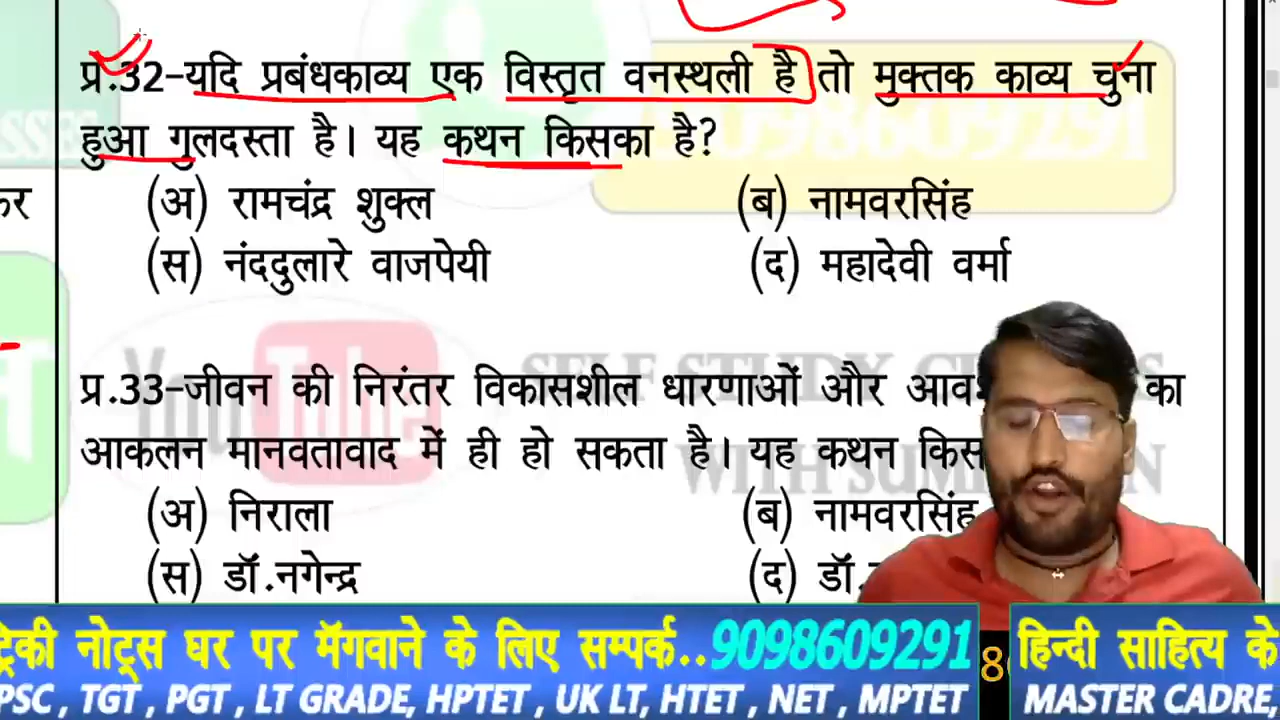 प्र.32-यदि प्रबंधकाव्य एक विस्तृत वनस्थली है तो मुक्तक काव्य चुना
हुआ गुलदस्ता है। यह कथन किसका है?
(अ) रामचंद्र शुक्ल (ब) नामवरसिंह
(स) नंददुलारे वाजपेयी (द) महादेवी वर्मा
प्र.33-जीवन की निरंतर विकासशील धारणाओं और का
आकलन मानवतावाद में ही हो सकता है। यह कथन
(अ) निराला (ब) नामवरसिंह
(स) डॉ.नगेन्द्र (द) डॉ.
YouTube
नोट्स घर पर मॅगवाने के लिए सम्पर्क..9098609291 हिन्दी साहित्य के
PSC , TGT , PGT , LT GRADE, HPTET , UK LT, HTET , NET , MPTET MASTER CADRE,